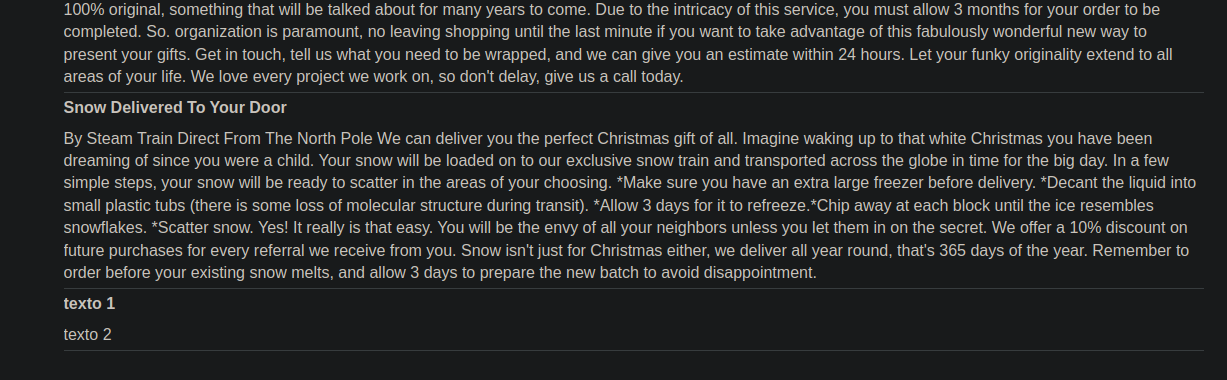 100% original, something that will be talked about for many years to come. Due to the intricacy of this service, you must allow 3 months for your order to be
completed. So. organization is paramount, no leaving shopping until the last minute if you want to take advantage of this fabulously wonderful new way to
present your gifts. Get in touch, tell us what you need to be wrapped, and we can give you an estimate within 24 hours. Let your funky originality extend to all
areas of your life. We love every project we work on, so don't delay, give us a call today.
Snow Delivered To Your Door
By Steam Train Direct From The North Pole We can deliver you the perfect Christmas gift of all. Imagine waking up to that white Christmas you have been
dreaming of since you were a child. Your snow will be loaded on to our exclusive snow train and transported across the globe in time for the big day. In a few
simple steps, your snow will be ready to scatter in the areas of your choosing. *Make sure you have an extra large freezer before delivery. *Decant the liquid into
small plastic tubs (there is some loss of molecular structure during transit). *Allow 3 days for it to refreeze.*Chip away at each block until the ice resembles
snowflakes. *Scatter snow. Yes! It really is that easy. You will be the envy of all your neighbors unless you let them in on the secret. We offer a 10% discount on
future purchases for every referral we receive from you. Snow isn't just for Christmas either, we deliver all year round, that's 365 days of the year. Remember to
order before your existing snow melts, and allow 3 days to prepare the new batch to avoid disappointment.
texto 1
texto 2